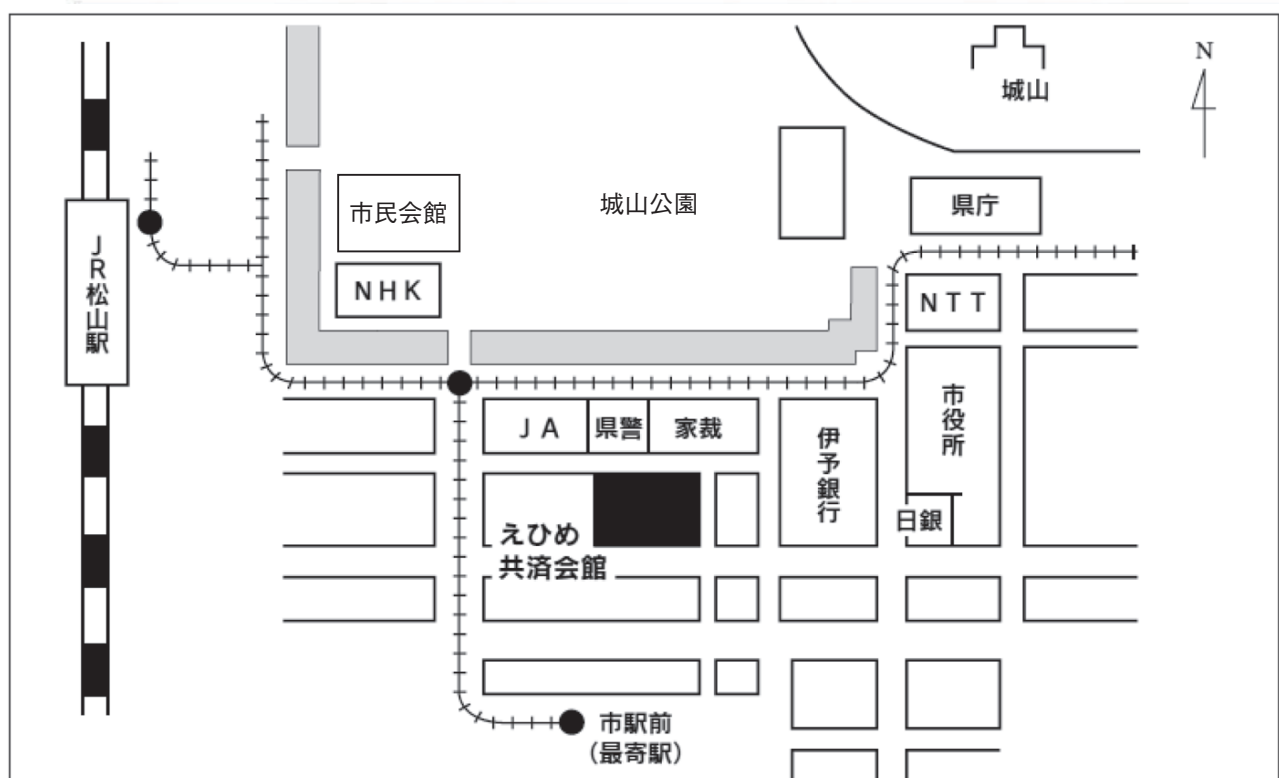 N
城山
城山公園
県庁
市民会館
ＮＨＫ
ＪＲ松山駅
ＮＴＴ
市役所
ＪＡ
県警
家裁
伊予銀行
日銀
えひめ
共済会館
市駅前
（最寄駅）